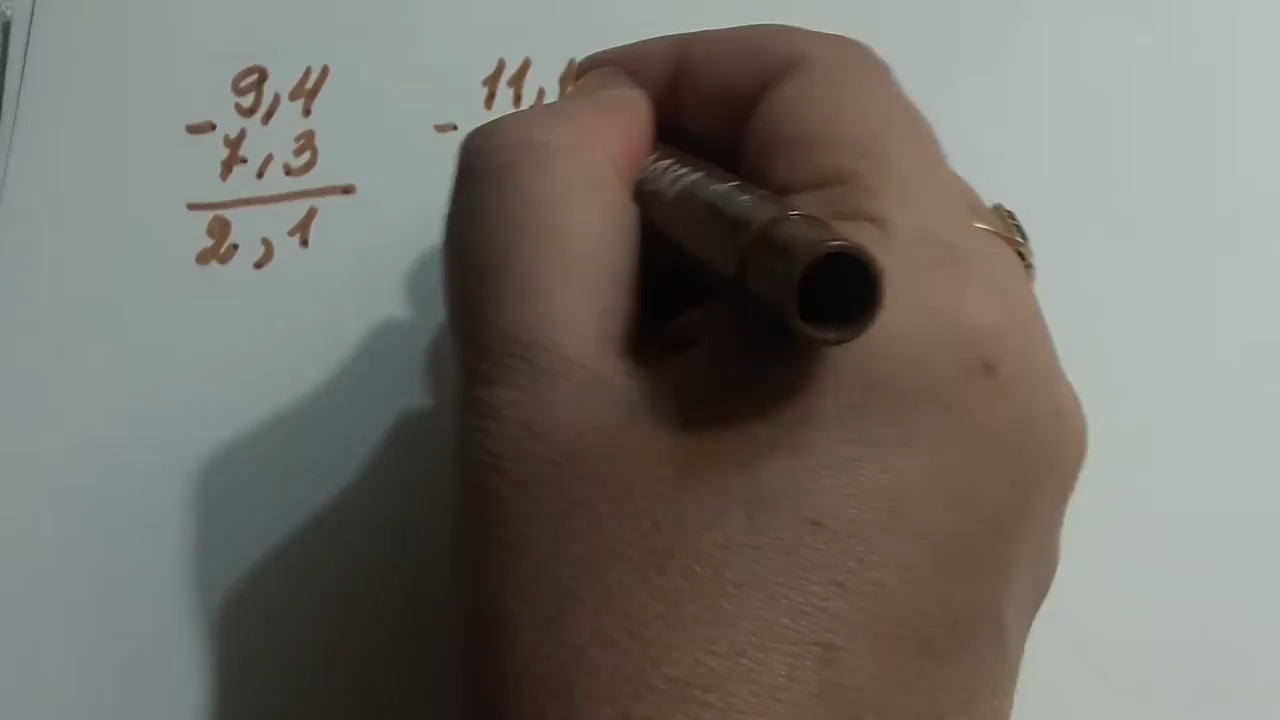 9,4
- 7,3
2,1
- 11,